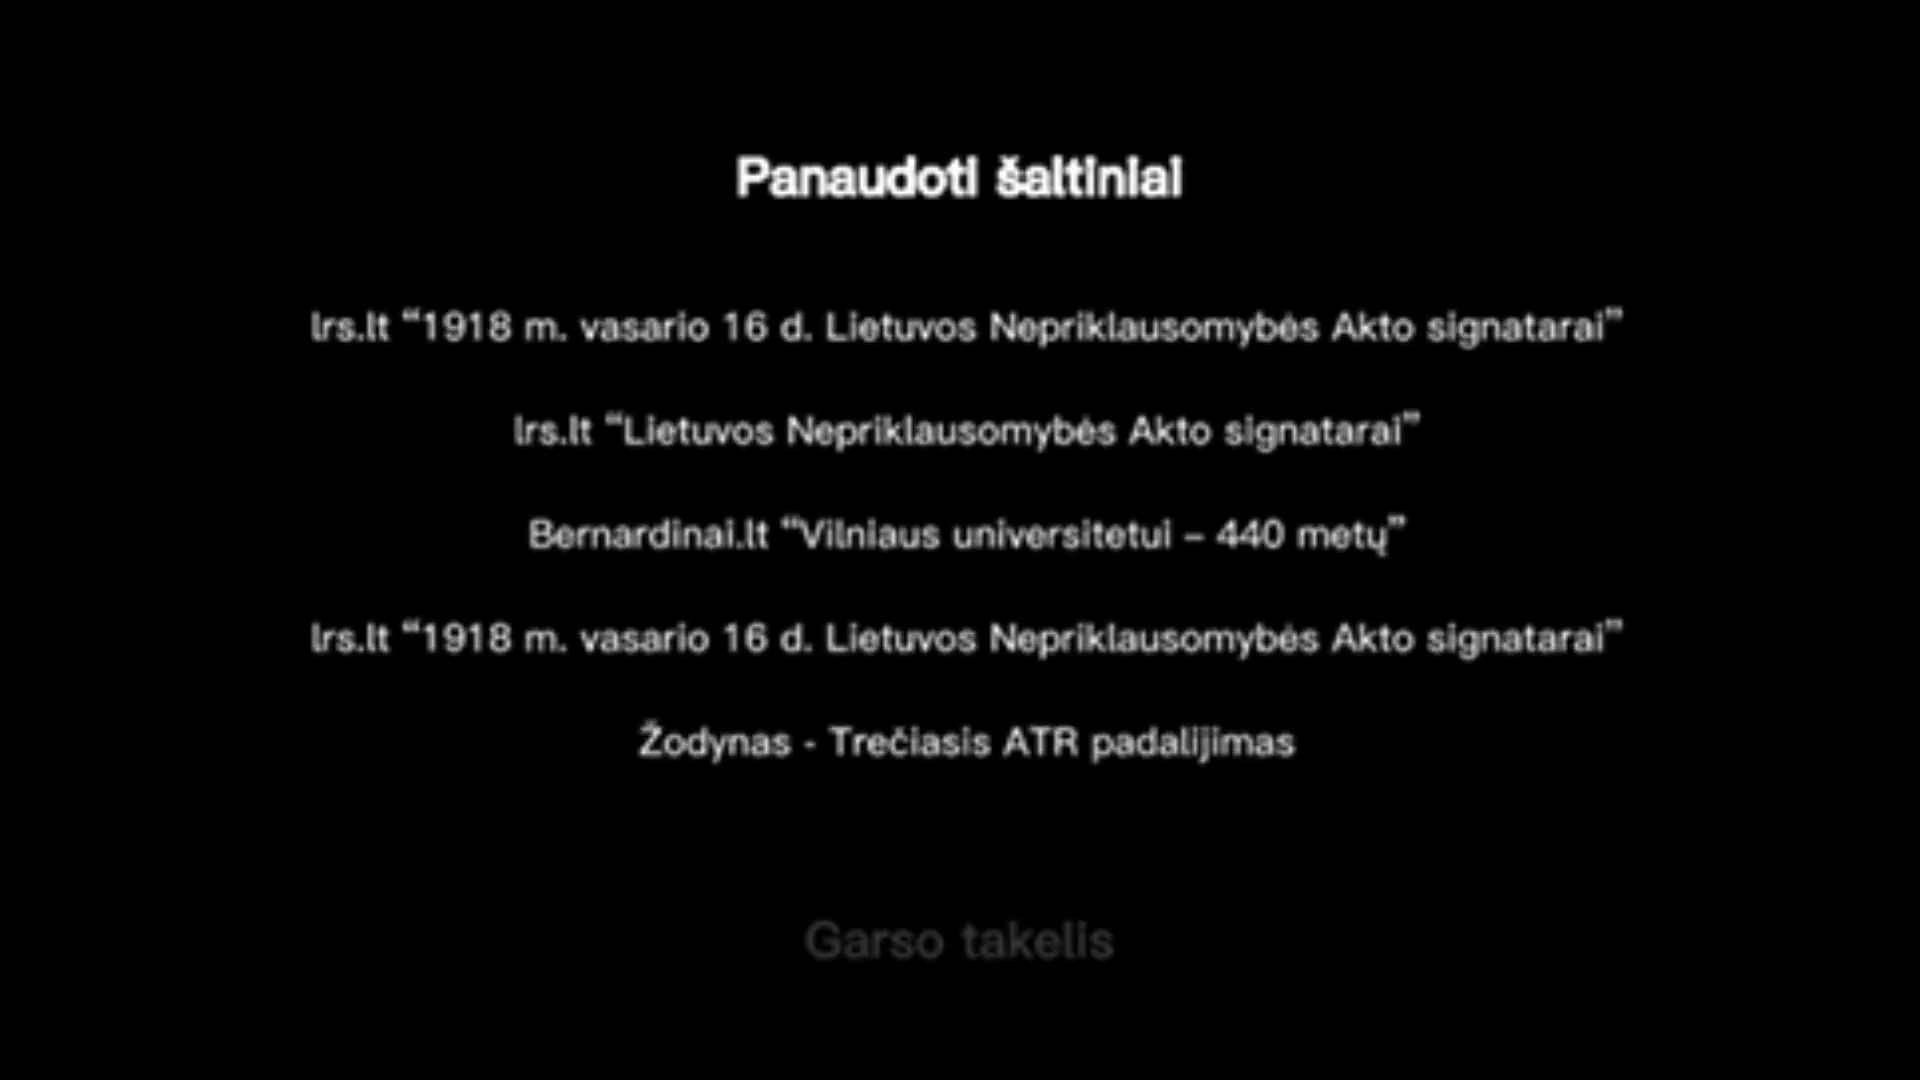 Panaudoti šaltiniai
lrs.lt “1918 m. vasario 16 d. Lietuvos Nepriklausomybės Akto signatarai”
lrs.lt “Lietuvos Nepriklausomybės Akto signatarai”
Bernardinai.lt “Vilniaus universitetui – 440 metų”
lrs.lt “1918 m. vasario 16 d. Lietuvos Nepriklausomybės Akto signatarai”
Žodynas - Trečiasis ATR padalijimas
Garso takelis